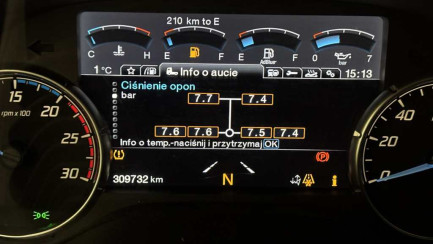 210 km to E
C H E F E F 0 7
AdBlue bar
1 °C Info o aucie 15:13
Ciśnienie opon
bar
7.7 7.4
7.6 7.6 7.5 7.4
Info o temp.-naciśnij i przytrzymaj OK
309732 km N
15
20
25
30
rpm x 100
0
P
i